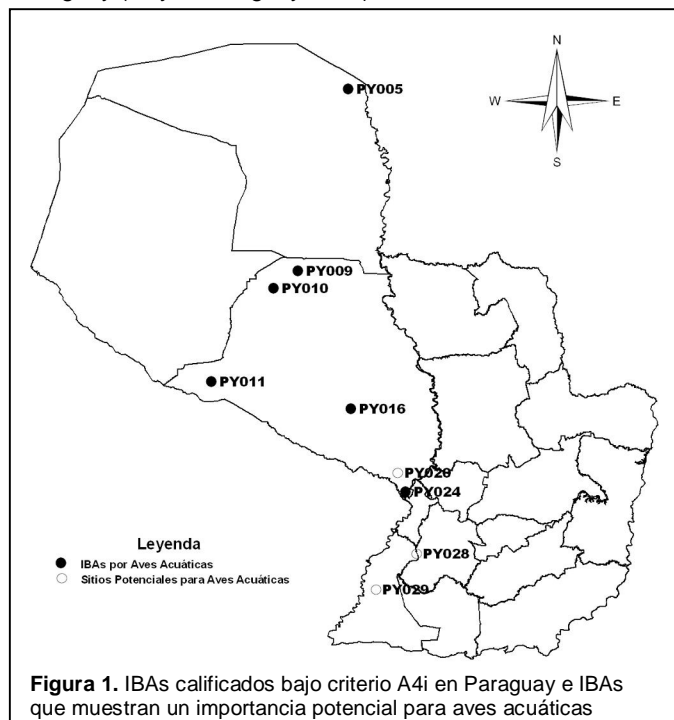 N
PY005
W
E
S
PY009
PY010
PY011
PY016
PY020
PY024
PY028
Leyenda
IBAs por Aves Acuáticas
Sitios Potenciales para Aves Acuáticas
PY029
Figura 1. IBAs calificados bajo criterio A4i en Paraguay e IBAs
que muestran un importancia potencial para aves acuáticas